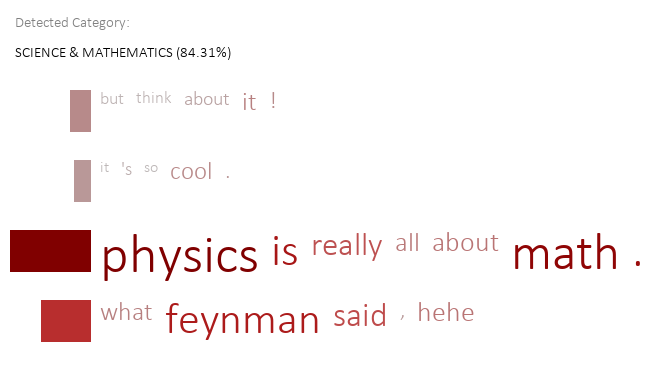 Detected Category:
SCIENCE & MATHEMATICS (84.31%)
but think about it !
it 's so cool .
physics is really all about math .
what feynman said , hehe